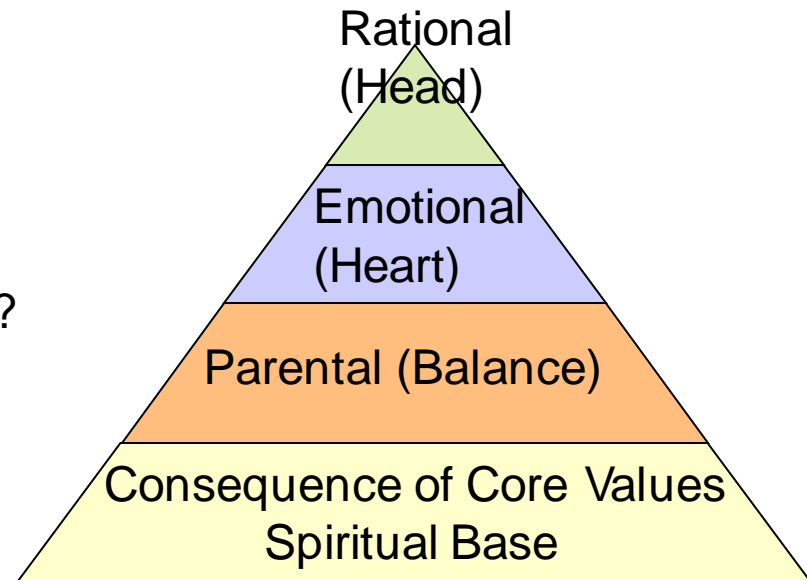 Rational
(Head)
Emotional
(Heart)
?
Parental (Balance)
Consequence of Core Values
Spiritual Base